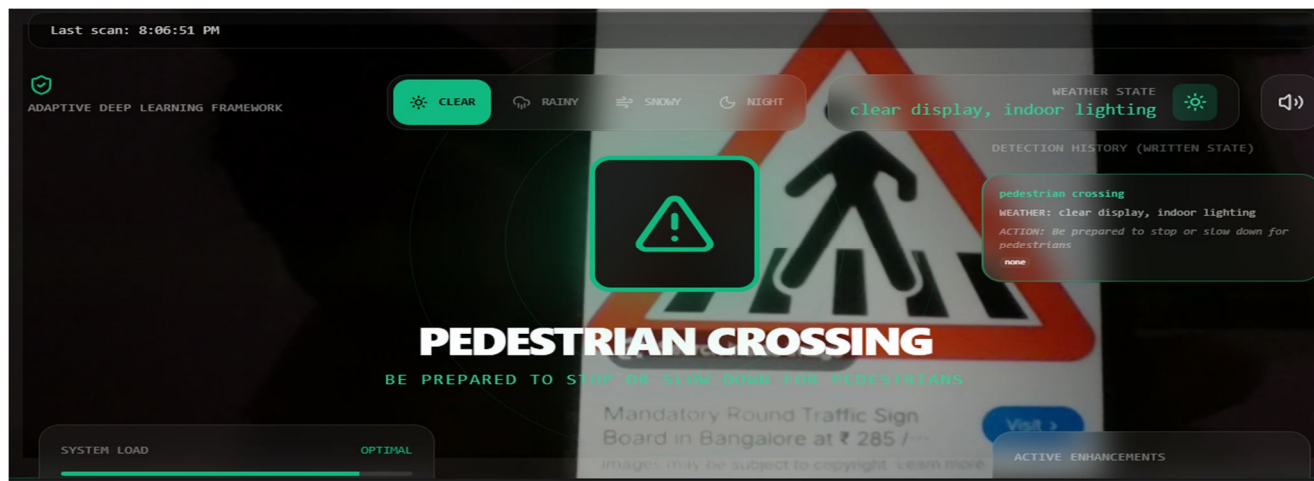 Last scan: 8:06:51 PM
ADAPTIVE DEEP LEARNING FRAMEWORK
CLEAR
RAINY
SNOWY
NIGHT
WEATHER STATE
clear display, indoor lighting
DETECTION HISTORY (WRITTEN STATE)
pedestrian crossing
WEATHER: clear display, indoor lighting
ACTION: Be prepared to stop or slow down for
pedestrians
none
PEDESTRIAN CROSSING
BE PREPARED TO STOP OR SLOW DOWN FOR PEDESTRIANS
Mandatory Round Traffic Sign
Board in Bangalore at ₹ 285 /···
Visit >
Images may be subject to copyright. Learn more
SYSTEM LOAD
OPTIMAL
ACTIVE ENHANCEMENTS